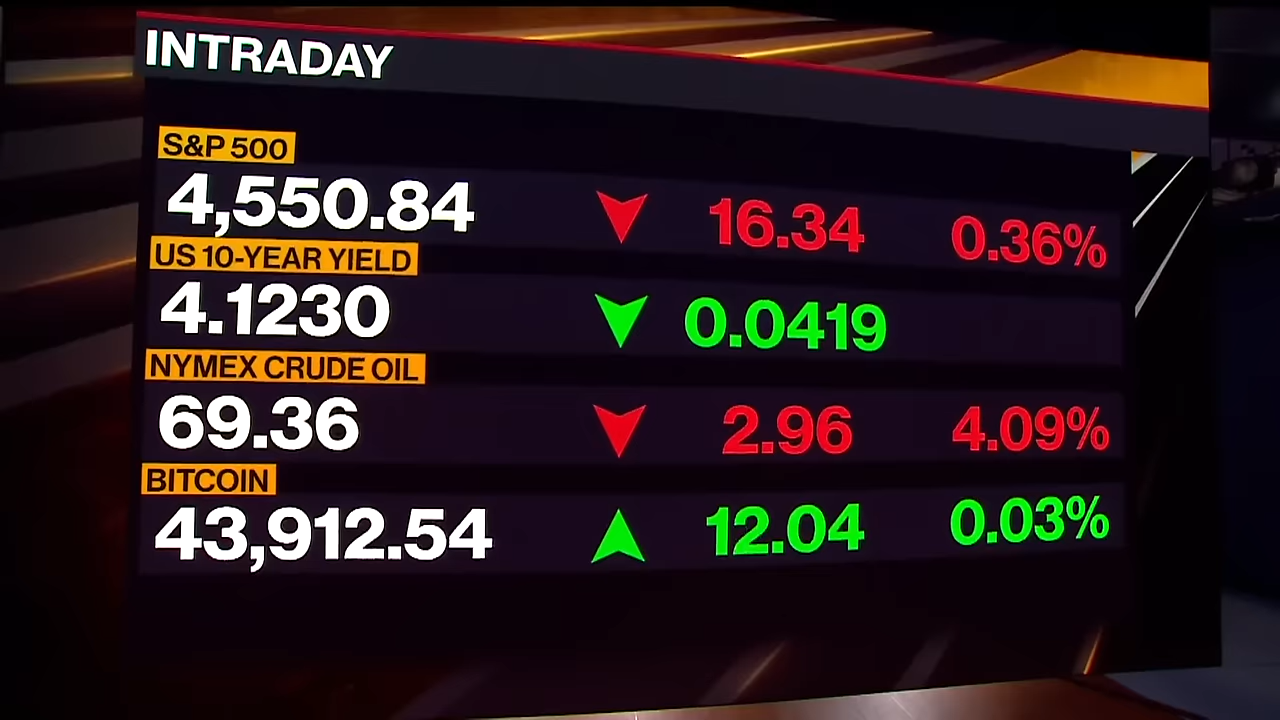 INTRADAY
S&P 500
4,550.84 16.34 0.36%
US 10-YEAR YIELD
4.1230 0.0419
NYMEX CRUDE OIL
69.36 2.96 4.09%
BITCOIN
43,912.54 12.04 0.03%